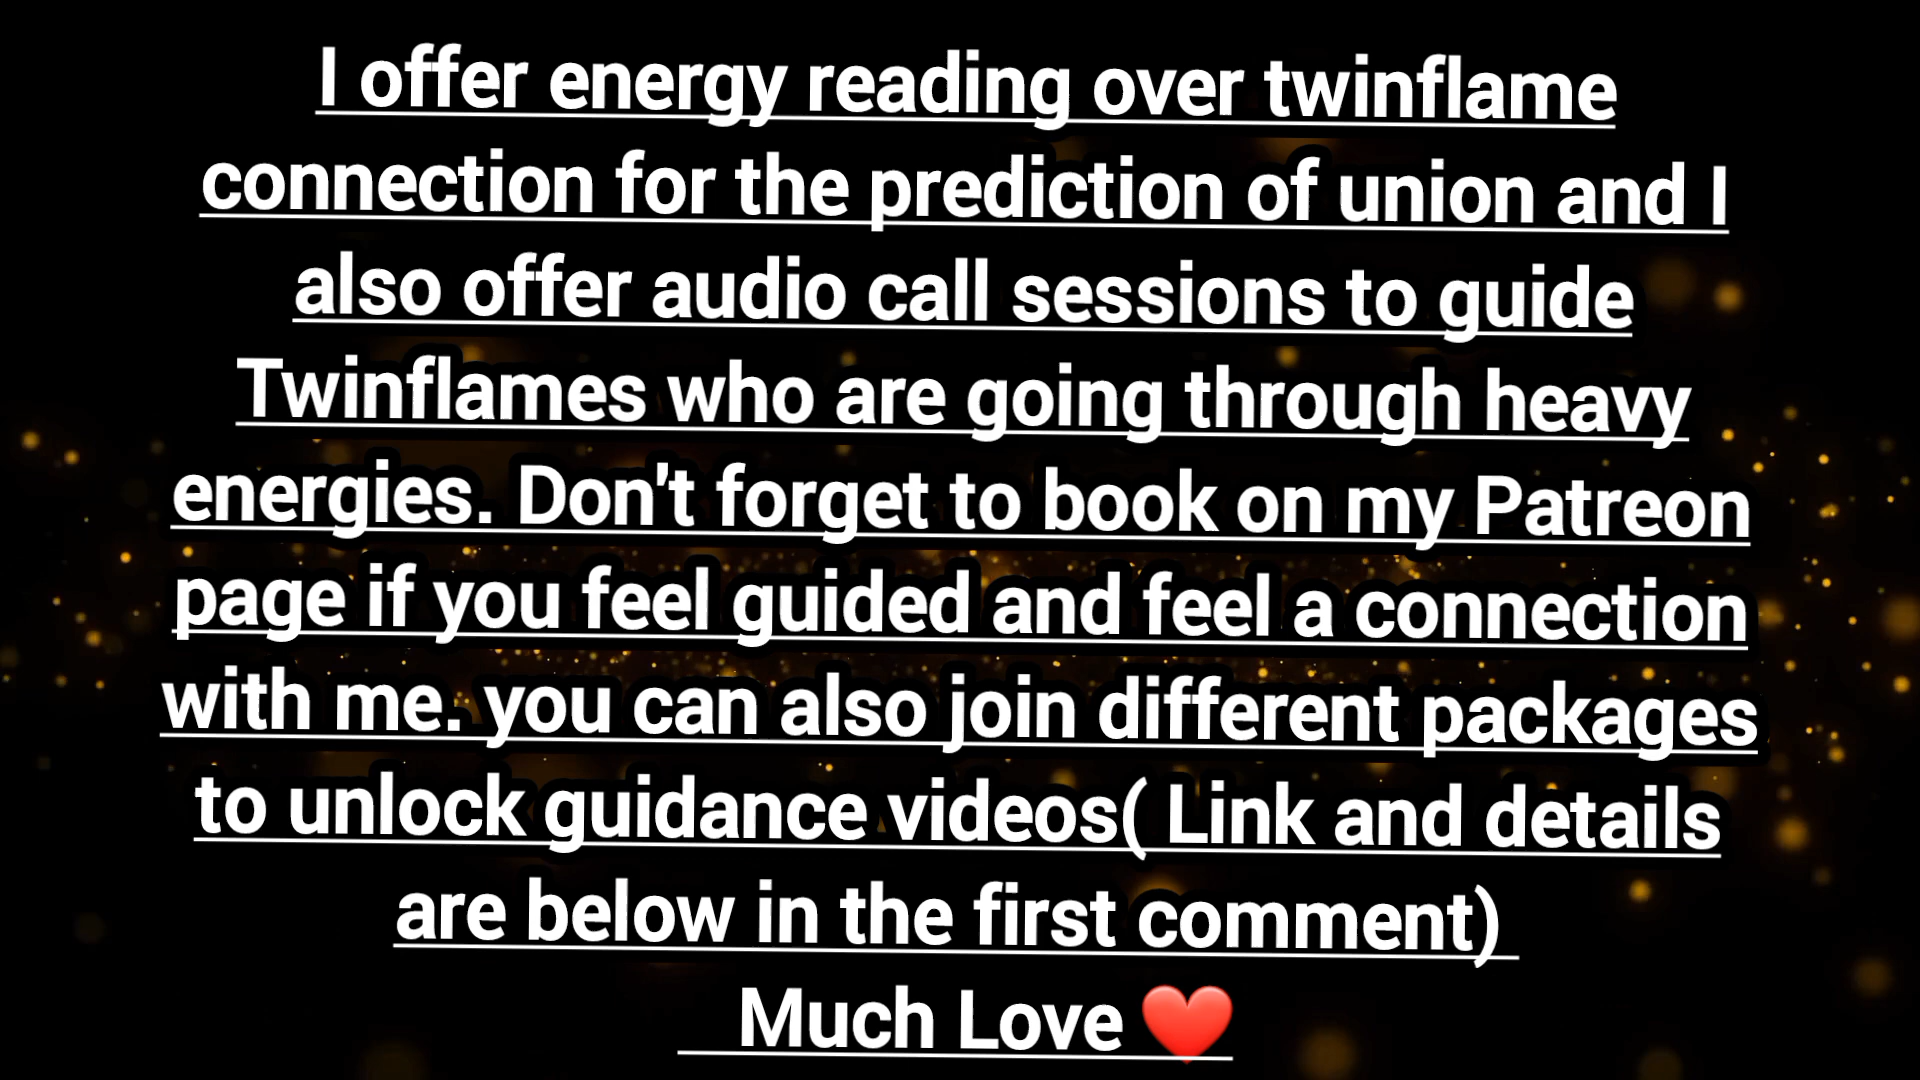 I offer energy reading over twinflame
connection for the prediction of union and I
also offer audio call sessions to guide
Twinflames who are going through heavy
energies. Don't forget to book on my Patreon
page if you feel guided and feel a connection
with me. you can also join different packages
to unlock guidance videos( Link and details
are below in the first comment)
Much Love ❤️